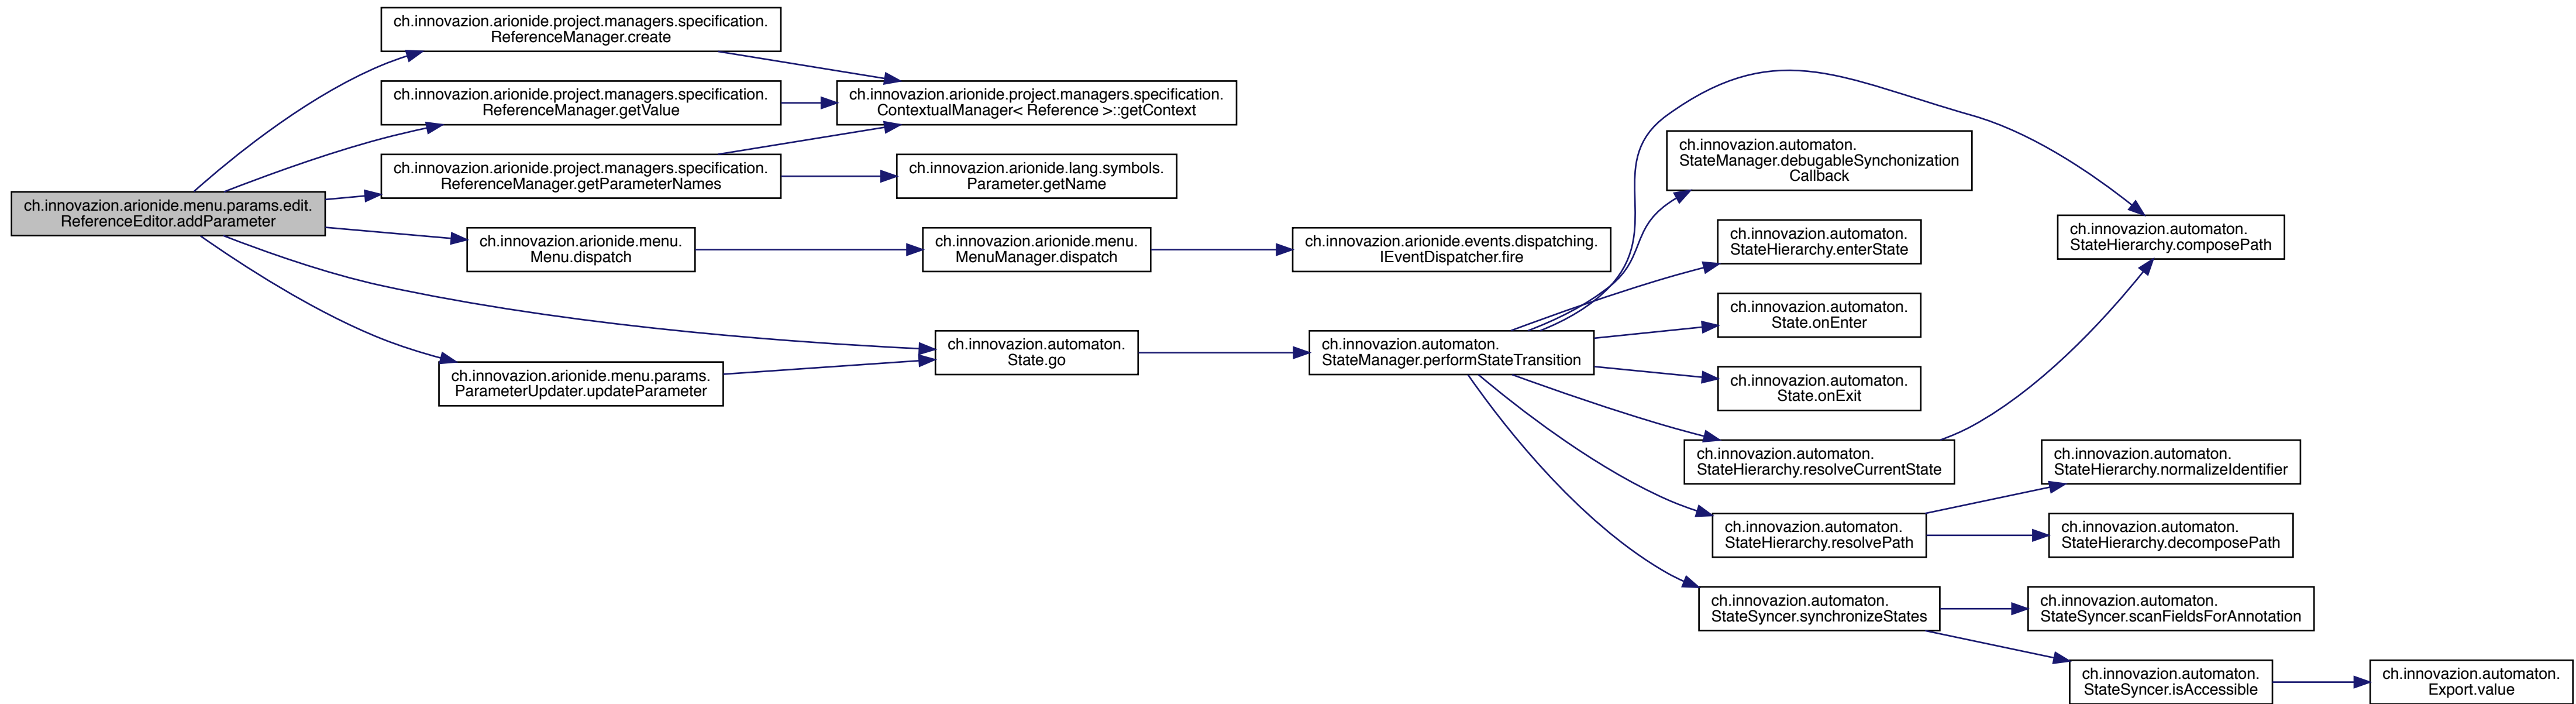 ch.innovazion.arionide.menu.params.edit.
ReferenceEditor.addParameter
ch.innovazion.arionide.project.managers.specification.
ReferenceManager.create
ch.innovazion.arionide.project.managers.specification.
ReferenceManager.getValue
ch.innovazion.arionide.project.managers.specification.
ReferenceManager.getParameterNames
ch.innovazion.arionide.menu.
Menu.dispatch
ch.innovazion.arionide.menu.params.
ParameterUpdater.updateParameter
ch.innovazion.arionide.project.managers.specification.
ContextualManager< Reference >::getContext
ch.innovazion.arionide.lang.symbols.
Parameter.getName
ch.innovazion.arionide.menu.
MenuManager.dispatch
ch.innovazion.automaton.
State.go
ch.innovazion.arionide.events.dispatching.
IEventDispatcher.fire
ch.innovazion.automaton.
StateManager.performStateTransition
ch.innovazion.automaton.
StateManager.debugableSynchonization
Callback
ch.innovazion.automaton.
StateHierarchy.enterState
ch.innovazion.automaton.
State.onEnter
ch.innovazion.automaton.
State.onExit
ch.innovazion.automaton.
StateHierarchy.resolveCurrentState
ch.innovazion.automaton.
StateHierarchy.resolvePath
ch.innovazion.automaton.
StateSyncer.synchronizeStates
ch.innovazion.automaton.
StateHierarchy.composePath
ch.innovazion.automaton.
StateHierarchy.normalizeIdentifier
ch.innovazion.automaton.
StateHierarchy.decomposePath
ch.innovazion.automaton.
StateSyncer.scanFieldsForAnnotation
ch.innovazion.automaton.
StateSyncer.isAccessible
ch.innovazion.automaton.
Export.value